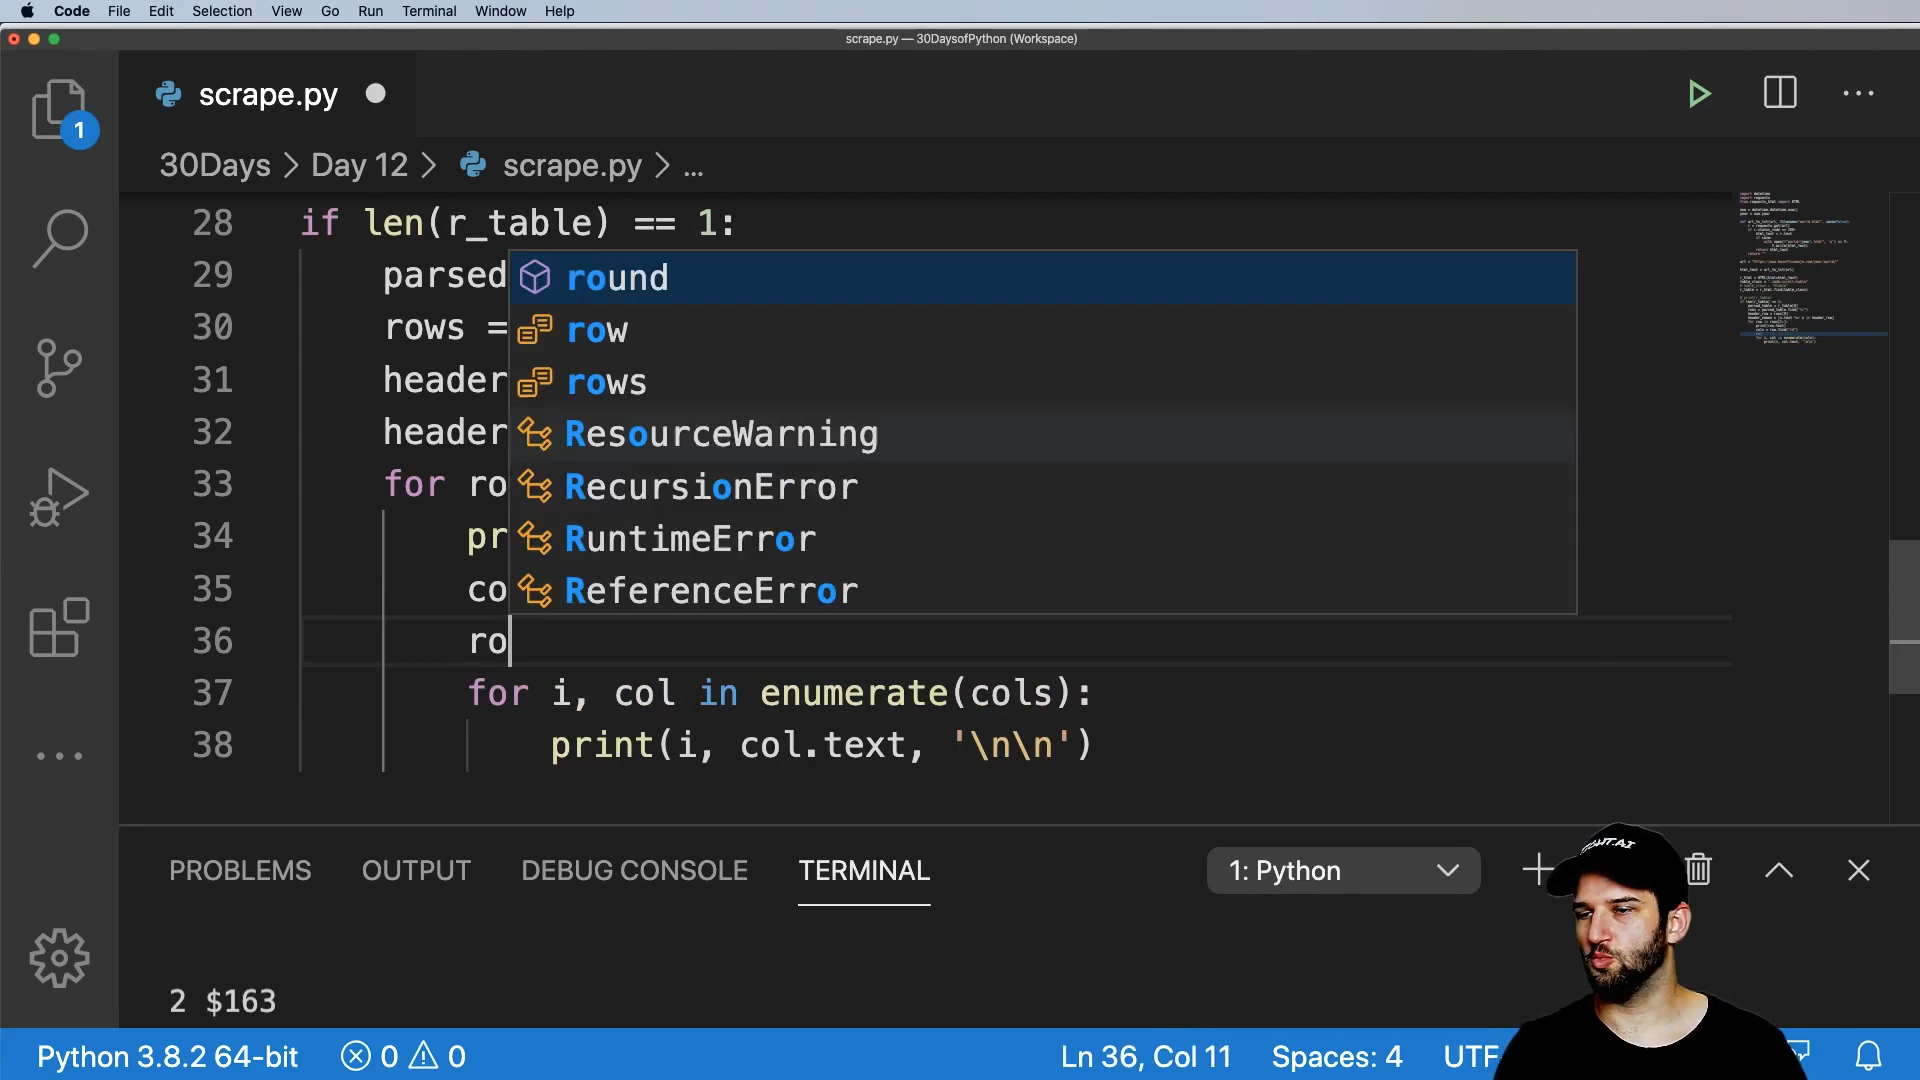 Code File Edit Selection View Go Run Terminal Window Help
scrape.py — 30DaysofPython (Workspace)
scrape.py
1
30Days > Day 12 > scrape.py > ...
28 if len(r_table) == 1:
29 parsed
30 rows =
31 header
32 header
33 for ro
34 pr
35 co
round
row
rows
ResourceWarning
RecursionError
RuntimeError
ReferenceError
36 ro
37 for i, col in enumerate(cols):
38 print(i, col.text, '\n\n')
PROBLEMS OUTPUT DEBUG CONSOLE TERMINAL 1: Python
2 $163
Python 3.8.2 64-bit 0 0 Ln 36, Col 11 Spaces: 4 UTF